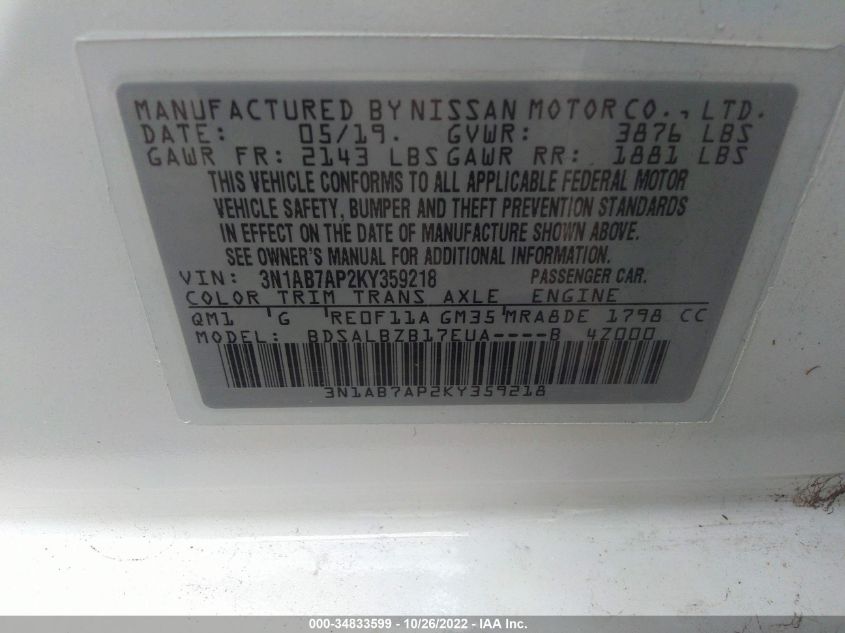 MANUFACTURED BY NISSAN MOTOR CO., LTD.
DATE: 05/19. GVWR: 3876 LBS
GAWR FR: 2143 LBS GAWR RR: 1881 LBS
THIS VEHICLE CONFORMS TO ALL APPLICABLE FEDERAL MOTOR
VEHICLE SAFETY, BUMPER AND THEFT PREVENTION STANDARDS
IN EFFECT ON THE DATE OF MANUFACTURE SHOWN ABOVE.
SEE OWNER'S MANUAL FOR ADDITIONAL INFORMATION.
VIN: 3N1AB7AP2KY359218 PASSENGER CAR.
COLOR TRIM TRANS AXLE ENGINE
QM1 G RE0F11A GM35 MRA8DE 1798 CC
MODEL: BDSALBZB17EUA----B 4Z000
3N1AB7AP2KY359218
000-34833599 - 10/26/2022 - IAA, Inc.